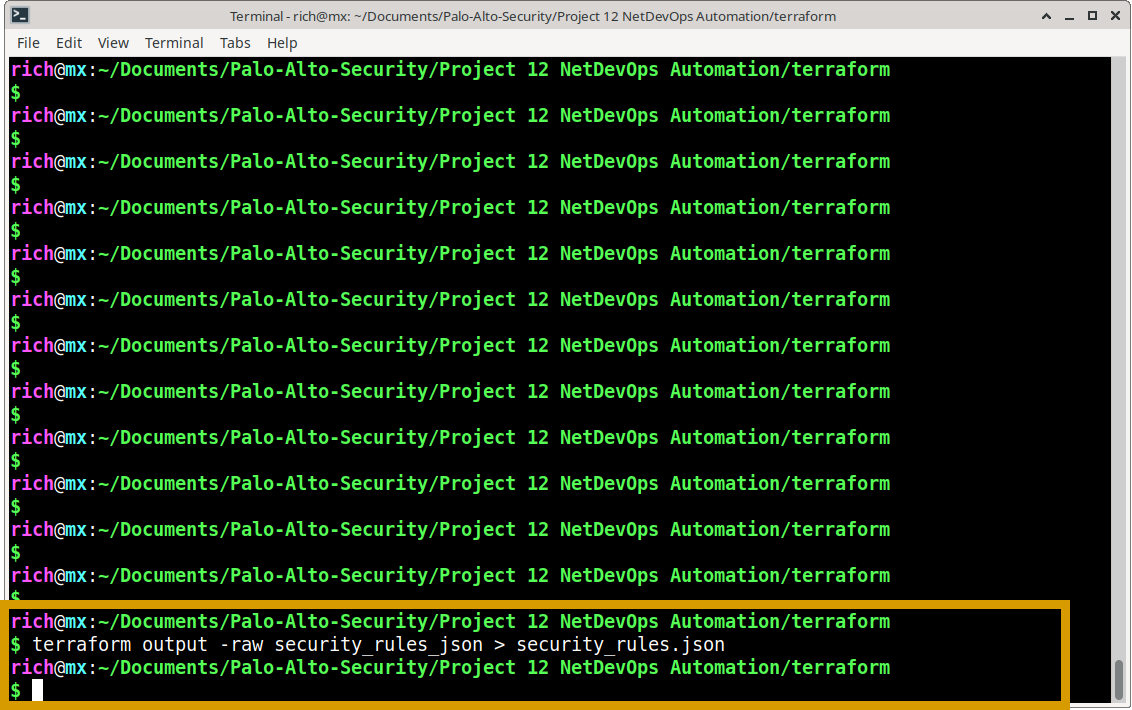 Terminal - rich@mx: ~/Documents/Palo-Alto-Security/Project 12 NetDevOps Automation/terraform
File Edit View Terminal Tabs Help
rich@mx:~/Documents/Palo-Alto-Security/Project 12 NetDevOps Automation/terraform
$
rich@mx:~/Documents/Palo-Alto-Security/Project 12 NetDevOps Automation/terraform
$
rich@mx:~/Documents/Palo-Alto-Security/Project 12 NetDevOps Automation/terraform
$
rich@mx:~/Documents/Palo-Alto-Security/Project 12 NetDevOps Automation/terraform
$
rich@mx:~/Documents/Palo-Alto-Security/Project 12 NetDevOps Automation/terraform
$
rich@mx:~/Documents/Palo-Alto-Security/Project 12 NetDevOps Automation/terraform
$
rich@mx:~/Documents/Palo-Alto-Security/Project 12 NetDevOps Automation/terraform
$
rich@mx:~/Documents/Palo-Alto-Security/Project 12 NetDevOps Automation/terraform
$
rich@mx:~/Documents/Palo-Alto-Security/Project 12 NetDevOps Automation/terraform
$
rich@mx:~/Documents/Palo-Alto-Security/Project 12 NetDevOps Automation/terraform
$
rich@mx:~/Documents/Palo-Alto-Security/Project 12 NetDevOps Automation/terraform
$
rich@mx:~/Documents/Palo-Alto-Security/Project 12 NetDevOps Automation/terraform
$
rich@mx:~/Documents/Palo-Alto-Security/Project 12 NetDevOps Automation/terraform
$ terraform output -raw security_rules_json > security_rules.json
rich@mx:~/Documents/Palo-Alto-Security/Project 12 NetDevOps Automation/terraform
$